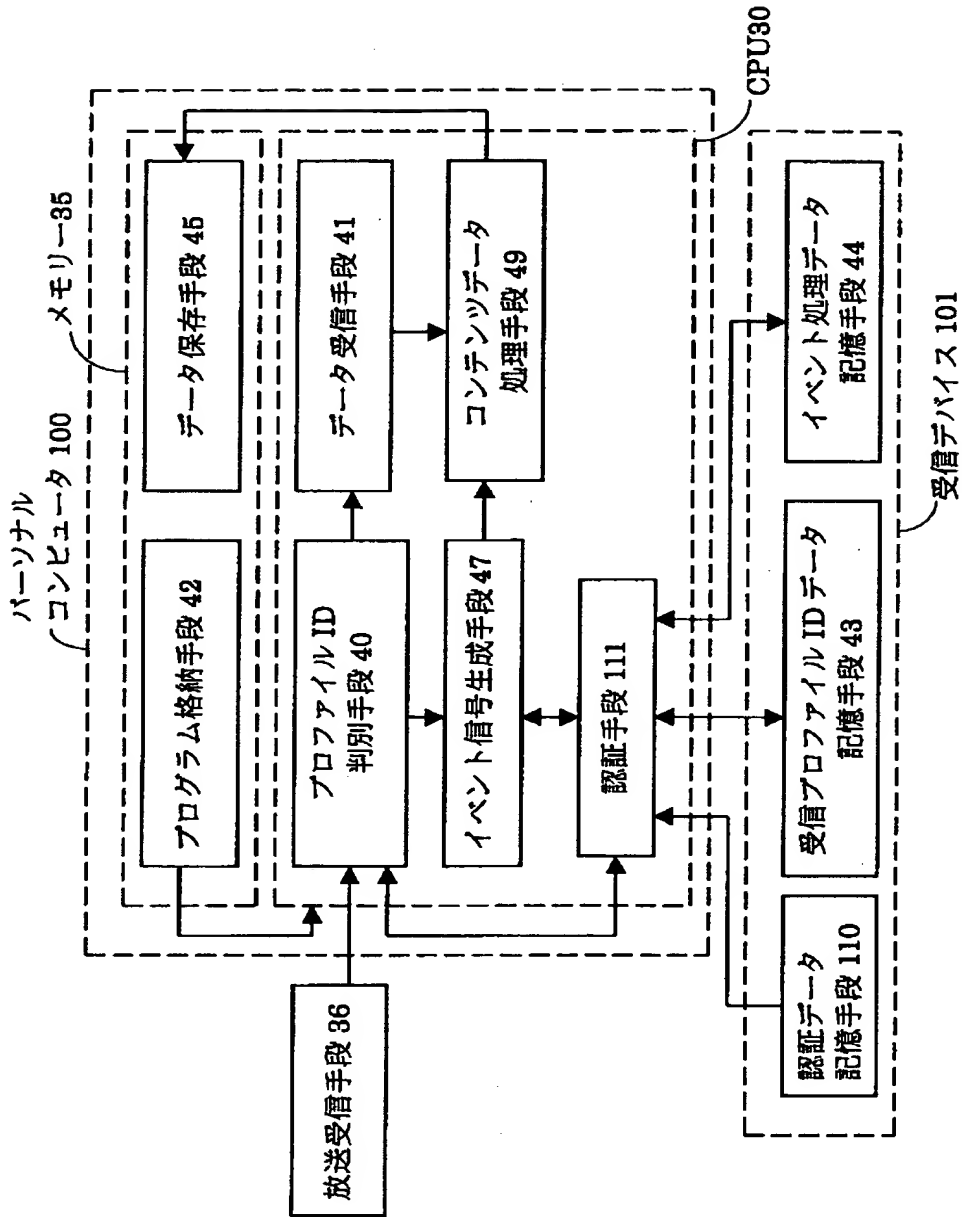 パーソナル
コンピュータ 100
メモリー35
プログラム格納手段 42
データ保存手段 45
プロファイルID
判別手段 40
データ受信手段 41
イベント信号生成手段 47
コンテンツデータ
処理手段 49
認証手段 111
CPU30
放送受信手段 36
認証データ
記憶手段 110
受信プロファイルIDデータ
記憶手段 43
イベント処理データ
記憶手段 44
受信デバイス 101